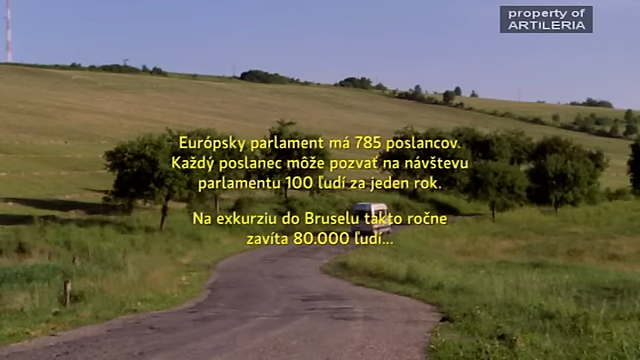 property of
ARTILERIA
Európsky parlament má 785 poslancov.
Každý poslanec môže pozvať na návštevu
parlamentu 100 ľudí za jeden rok.
Na exkurziu do Bruselu takto ročne
zavíta 80.000 ľudí...